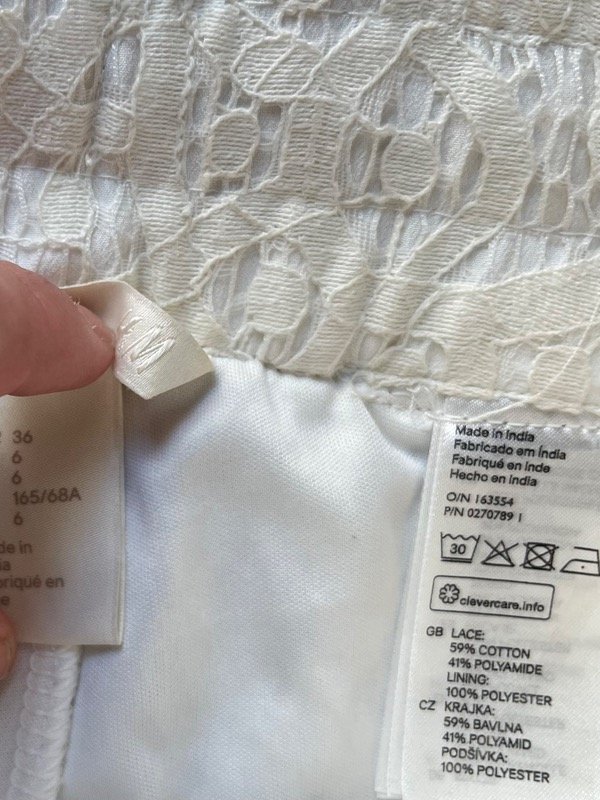 M
36
6
6
165/68A
6
de in
a
briqué en
e
Made in India
Fabricado em Índia
Fabriqué en Inde
Hecho en India
O/N 163554
P/N 0270789 1
30
clevercare.info
GB LACE:
59% COTTON
41% POLYAMIDE
LINING:
100% POLYESTER
CZ KRAJKA:
59% BAVLNA
41% POLYAMID
PODŠÍVKA:
100% POLYESTER